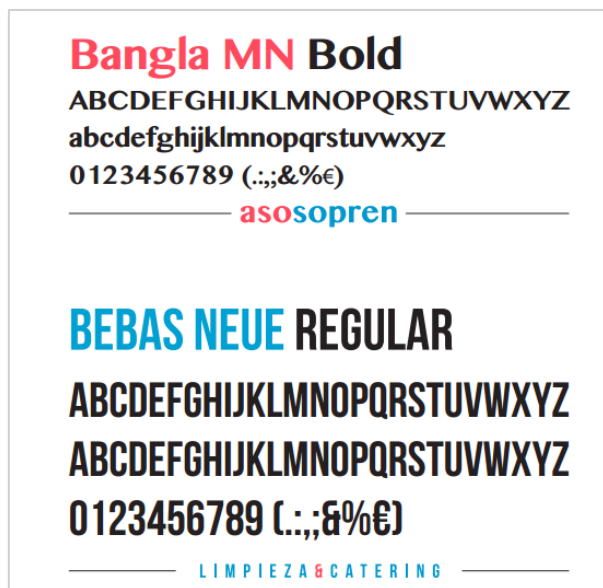 Bangla MN Bold
ABCDEFGHIJKLMNOPQRSTUVWXYZ
abcdefghijklmnopqrstuvwxyz
0123456789 (.:,;&%€)
asosopren
BEBAS NEUE REGULAR
ABCDEFGHIJKLMNOPQRSTUVWXYZ
ABCDEFGHIJKLMNOPQRSTUVWXYZ
0123456789 (.:,;&%€)
LIMPIEZA&CATERING